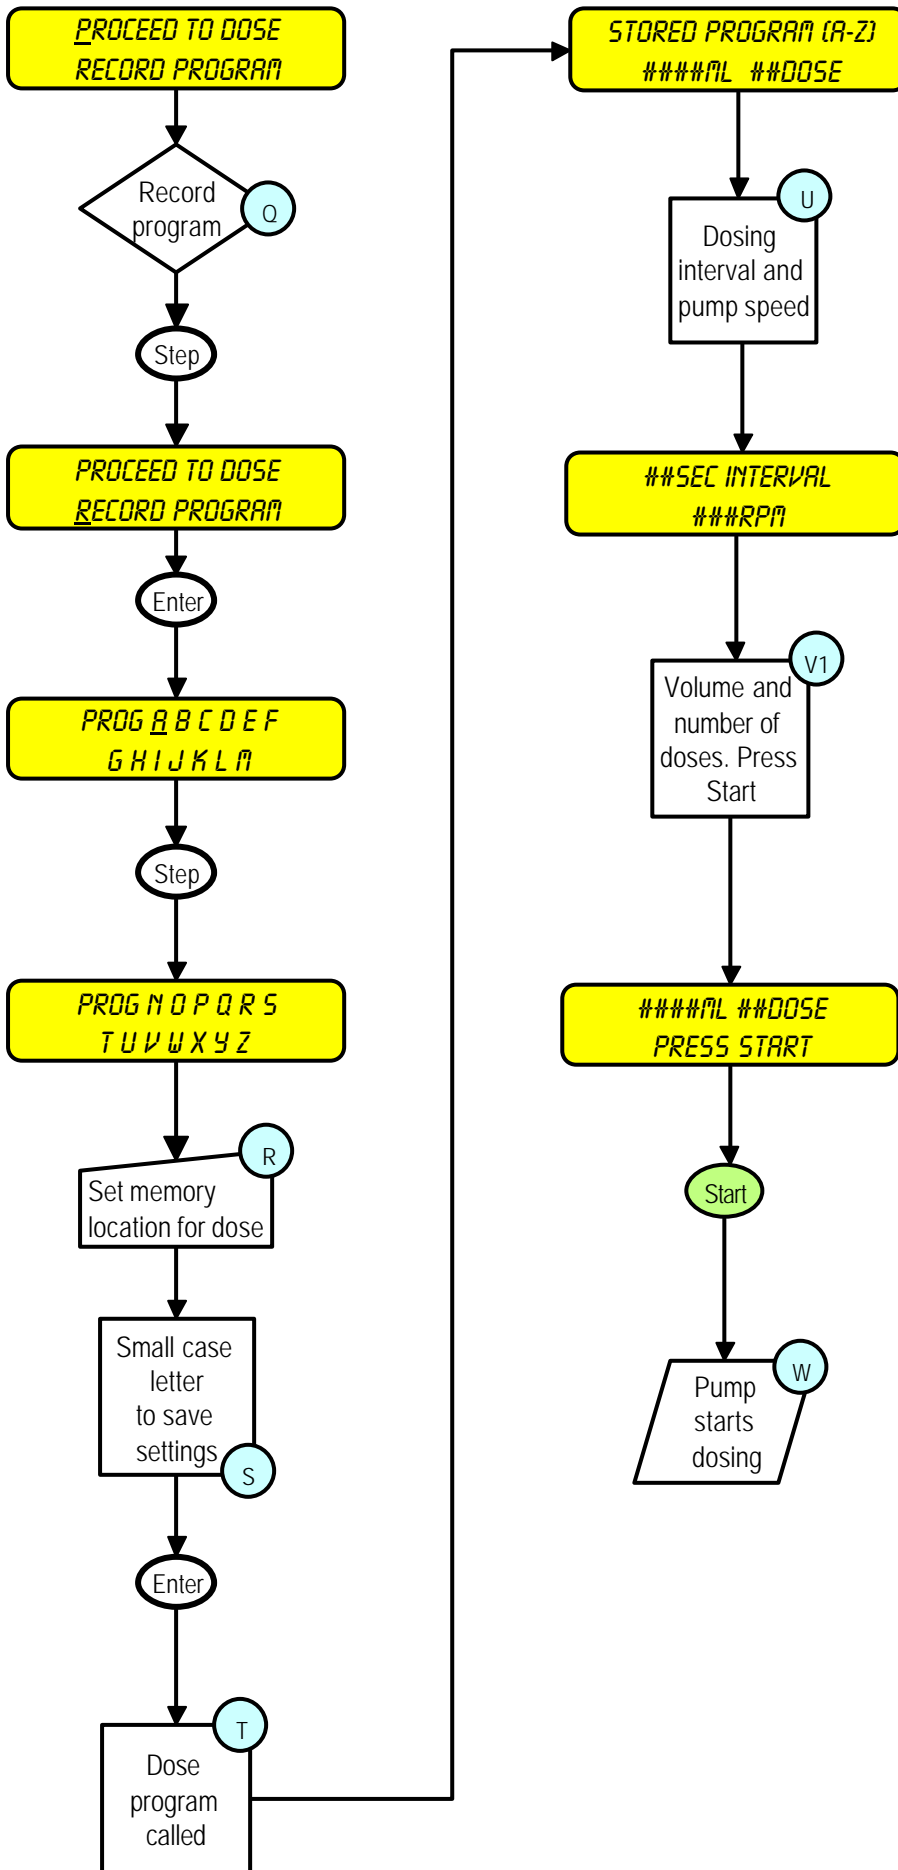 PROCEED TO DOSE
RECORD PROGRAM
Record
program
Q
Step
PROCEED TO DOSE
RECORD PROGRAM
Enter
PROG A B C D E F
G H I J K L M
Step
PROG N O P Q R S
T U V W X Y Z
R
Set memory
location for dose
Small case
letter
to save
settings
S
Enter
T
Dose
program
called
STORED PROGRAM (A-Z)
####ML ##DOSE
U
Dosing
interval and
pump speed
##SEC INTERVAL
###RPM
V1
Volume and
number of
doses. Press
Start
####ML ##DOSE
PRESS START
Start
W
Pump
starts
dosing